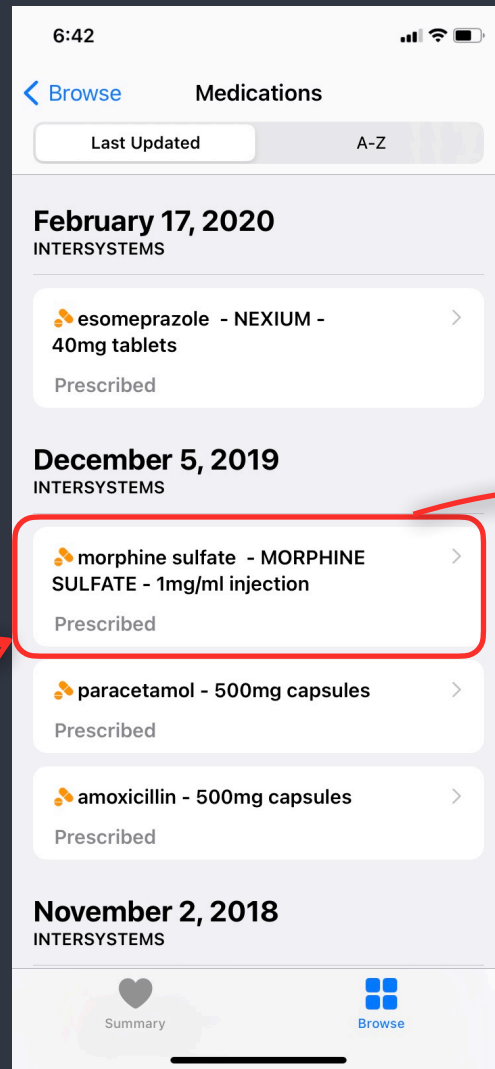 6:42
Browse Medications
Last Updated A-Z
February 17, 2020
INTERSYSTEMS
esomeprazole - NEXIUM -
40mg tablets
Prescribed
December 5, 2019
INTERSYSTEMS
morphine sulfate - MORPHINE
SULFATE - 1mg/ml injection
Prescribed
paracetamol - 500mg capsules
Prescribed
amoxicillin - 500mg capsules
Prescribed
November 2, 2018
INTERSYSTEMS
Summary Browse